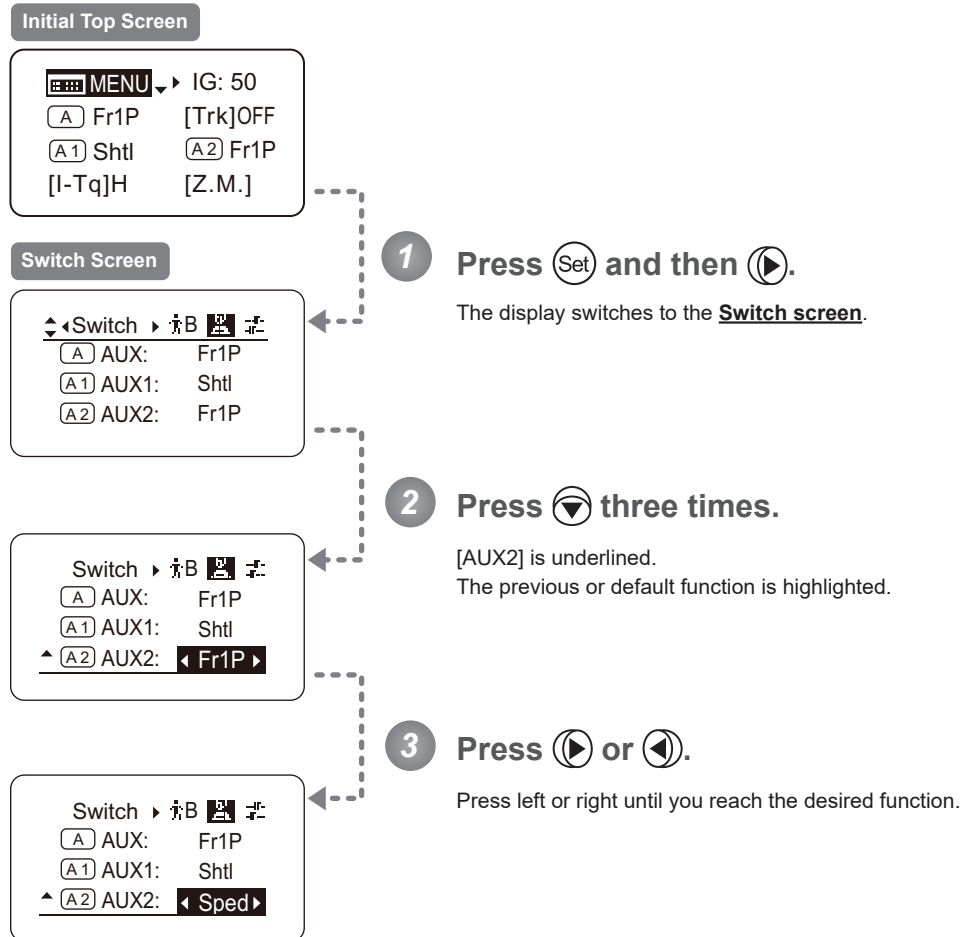 Initial Top Screen
MENU IG: 50
A Fr1P [Trk]OFF
A1 Shtl A2 Fr1P
[I-Tq]H [Z.M.]
1 Press Set and then .
The display switches to the Switch screen.
Switch Screen
Switch B
A AUX: Fr1P
A1 AUX1: Shtl
A2 AUX2: Fr1P
2 Press three times.
[AUX2] is underlined.
The previous or default function is highlighted.
Switch B
A AUX: Fr1P
A1 AUX1: Shtl
A2 AUX2: Fr1P
3 Press or .
Press left or right until you reach the desired function.
Switch B
A AUX: Fr1P
A1 AUX1: Shtl
A2 AUX2: Sped